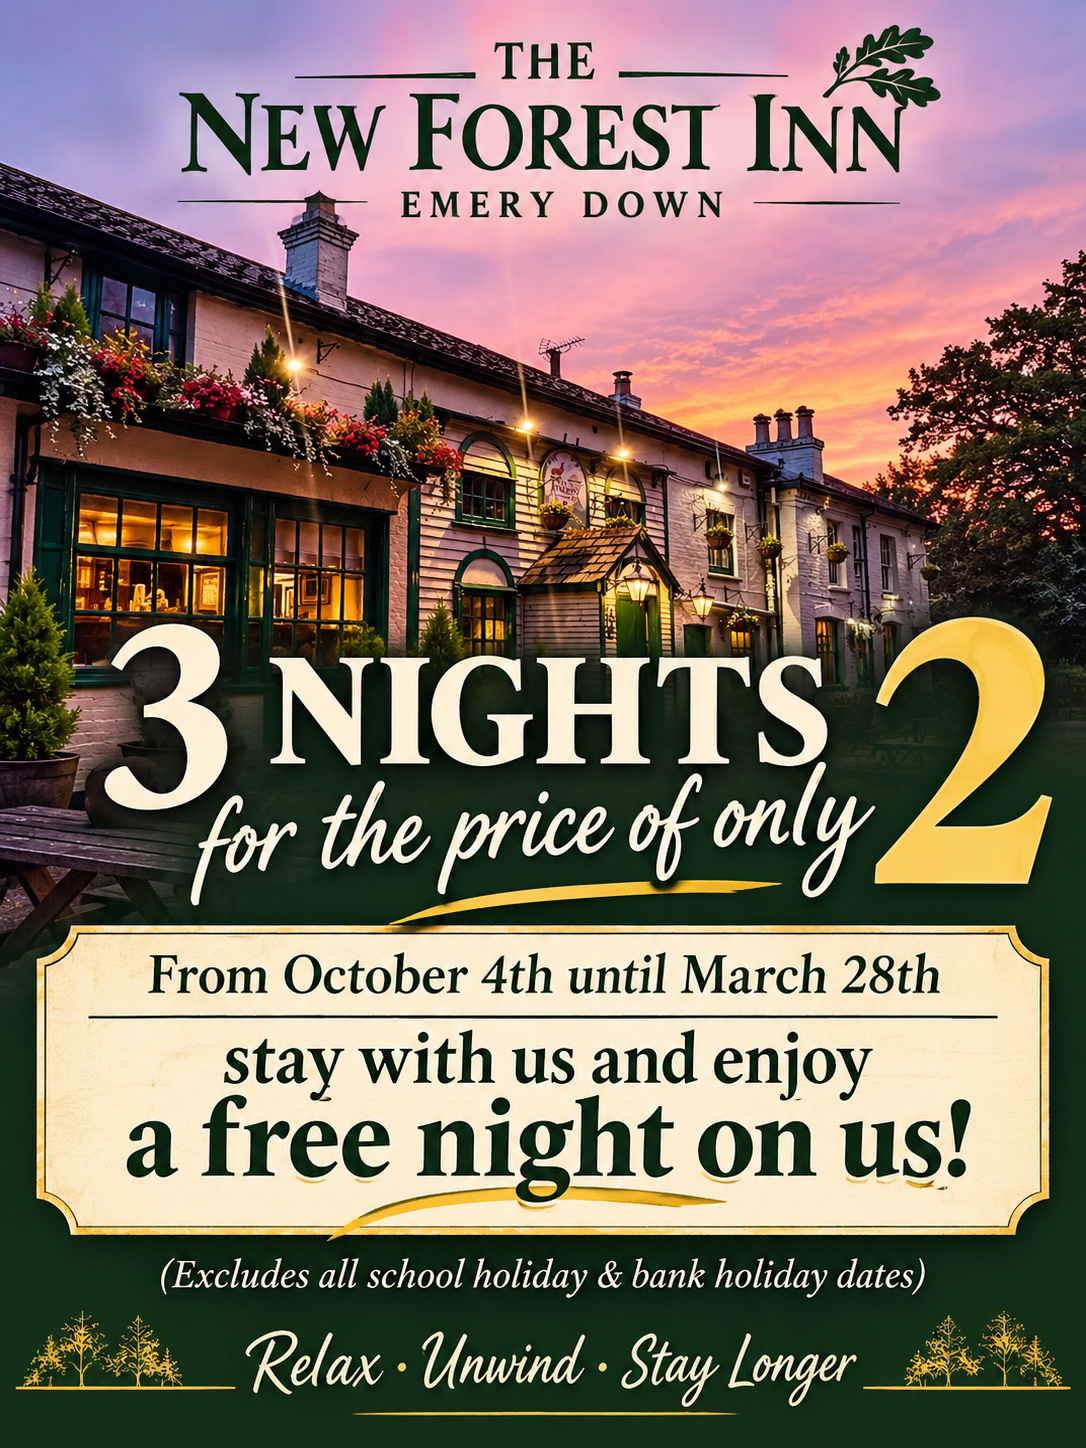 THE
NEW FOREST INN
EMERY DOWN
3 NIGHTS
for the price of only 2
From October 4th until March 28th
stay with us and enjoy
a free night on us!
(Excludes all school holiday & bank holiday dates)
Relax · Unwind · Stay Longer